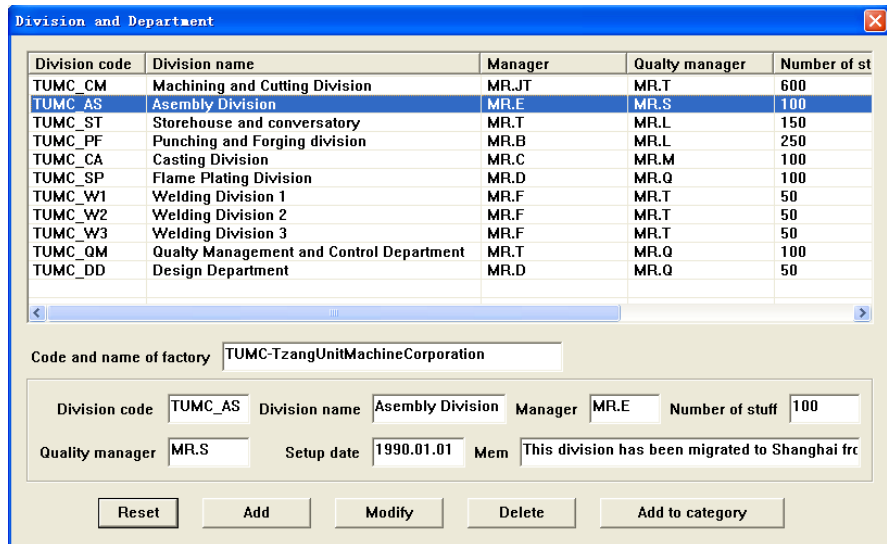 Division and Department
Division code Division name Manager Qualty manager Number of st
TUMC_CM Machining and Cutting Division MR.JT MR.T 600
TUMC_AS Asembly Division MR.E MR.S 100
TUMC_ST Storehouse and conversatory MR.T MR.L 150
TUMC_PF Punching and Forging division MR.B MR.L 250
TUMC_CA Casting Division MR.C MR.M 100
TUMC_SP Flame Plating Division MR.D MR.Q 100
TUMC_W1 Welding Division 1 MR.F MR.T 50
TUMC_W2 Welding Division 2 MR.F MR.T 50
TUMC_W3 Welding Division 3 MR.F MR.T 50
TUMC_QM Qualty Management and Control Department MR.T MR.Q 100
TUMC_DD Design Department MR.D MR.Q 50
Code and name of factory TUMC-TzangUnitMachineCorporation
Division code TUMC_AS Division name Asembly Division Manager MR.E Number of stuff 100
Quality manager MR.S Setup date 1990.01.01 Mem This division has been migrated to Shanghai frc
Reset Add Modify Delete Add to category